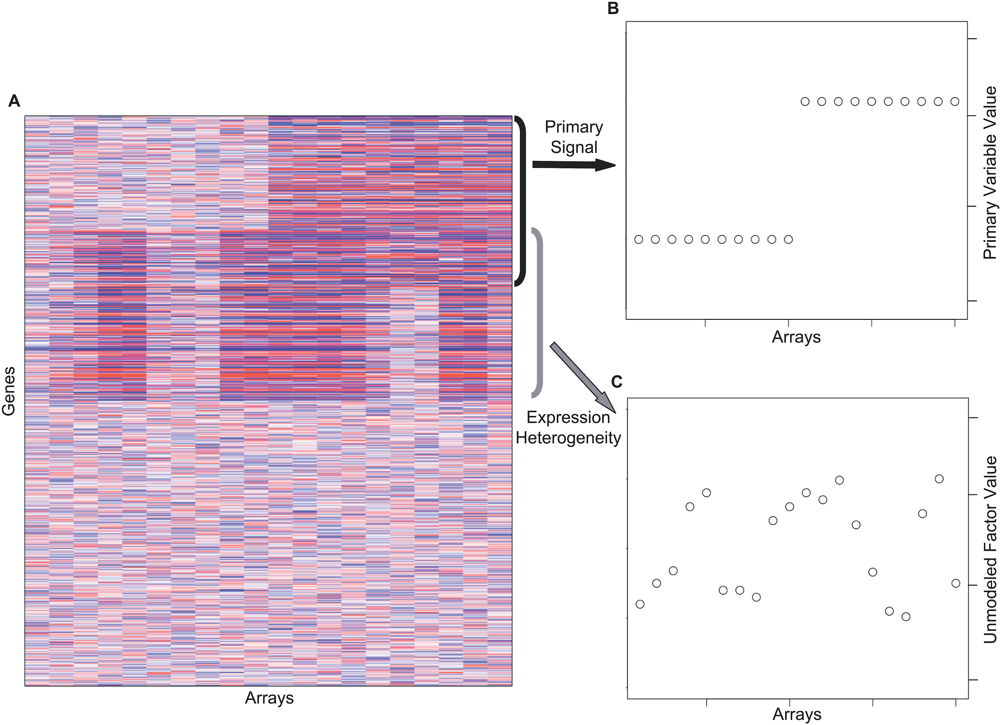 A
Genes
Arrays
Primary
Signal
Expression
Heterogeneity
B
Primary Variable Value
Arrays
C
Unmodeled Factor Value
Arrays